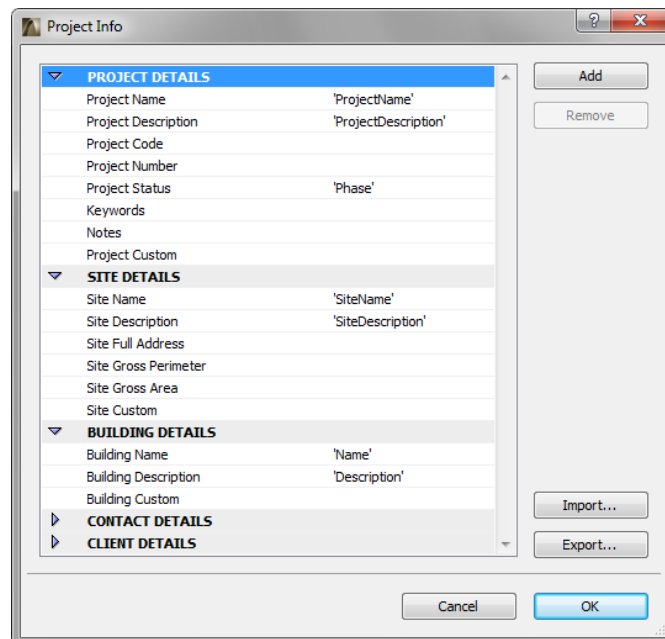 Project Info
PROJECT DETAILS
Add
Project Name 'ProjectName'
Project Description 'ProjectDescription'
Remove
Project Code
Project Number
Project Status 'Phase'
Keywords
Notes
Project Custom
SITE DETAILS
Site Name 'SiteName'
Site Description 'SiteDescription'
Site Full Address
Site Gross Perimeter
Site Gross Area
Site Custom
BUILDING DETAILS
Building Name 'Name'
Building Description 'Description'
Building Custom
Import...
CONTACT DETAILS
CLIENT DETAILS
Export...
Cancel OK